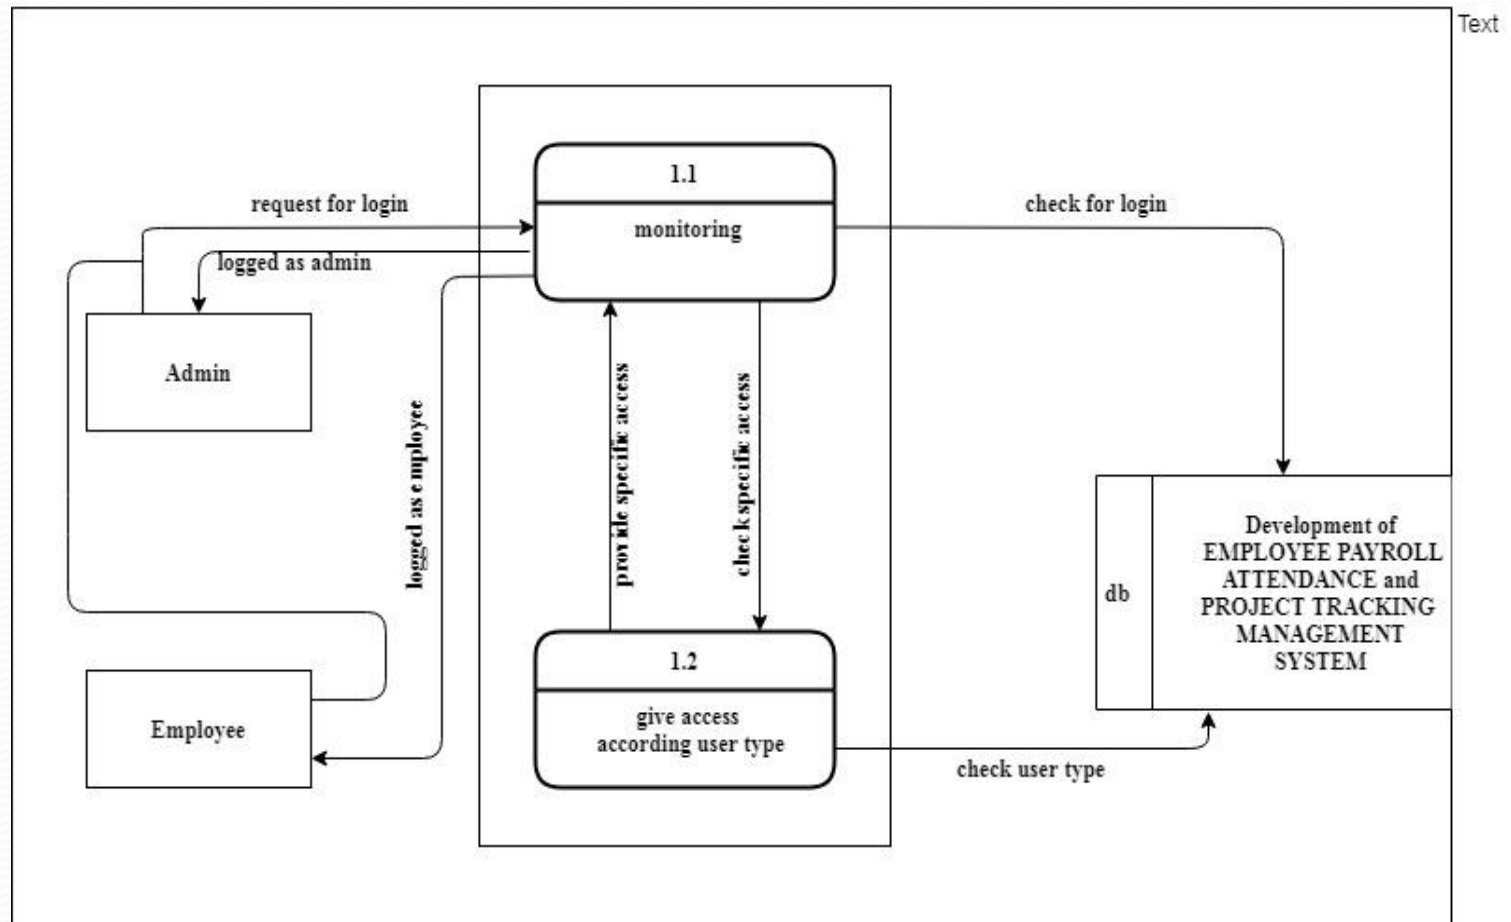 Text
1.1
request for login
check for login
monitoring
logged as admin
Admin
provide specific access
check specific access
logged as employee
Development of
EMPLOYEE PAYROLL
ATTENDANCE and
db
PROJECT TRACKING
MANAGEMENT
SYSTEM
1.2
give access
according user type
Employee
check user type